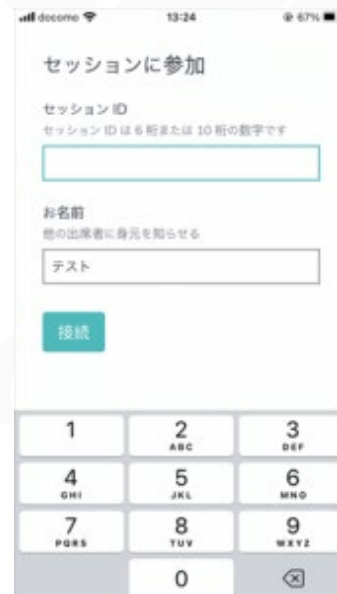 docomo 13:24 67%
セッションに参加
セッション ID
セッション ID は 6 桁または 10 桁の数字です
お名前
他の出席者に身元を知らせる
テスト
接続
1 2 3
ABC DEF
4 5 6
GHI JKL MNO
7 8 9
PQRS TUV WXYZ
0